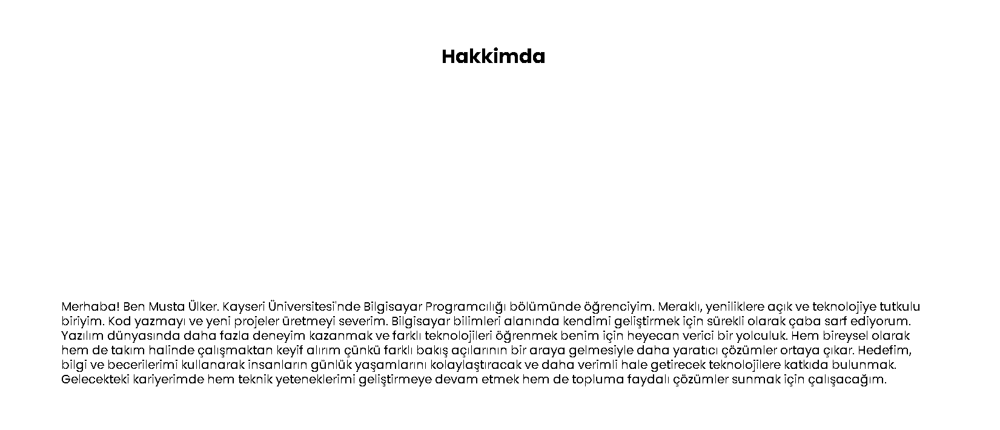 Hakkimda
Merhaba! Ben Musta Ülker. Kayseri Üniversitesi'nde Bilgisayar Programcılığı bölümünde öğrenciyim. Meraklı, yeniliklere açık ve teknolojiye tutkulu
biriyim. Kod yazmayı ve yeni projeler üretmeyi severim. Bilgisayar bilimleri alanında kendimi geliştirmek için sürekli olarak çaba sarf ediyorum.
Yazılım dünyasında daha fazla deneyim kazanmak ve farklı teknolojileri öğrenmek benim için heyecan verici bir yolculuk. Hem bireysel olarak
hem de takım halinde çalışmaktan keyif alırım çünkü farklı bakış açılarının bir araya gelmesiyle daha yaratıcı çözümler ortaya çıkar. Hedefim,
bilgi ve becerilerimi kullanarak insanların günlük yaşamlarını kolaylaştıracak ve daha verimli hale getirecek teknolojilere katkıda bulunmak.
Gelecekteki kariyerimde hem teknik yeteneklerimi geliştirmeye devam etmek hem de topluma faydalı çözümler sunmak için çalışacağım.